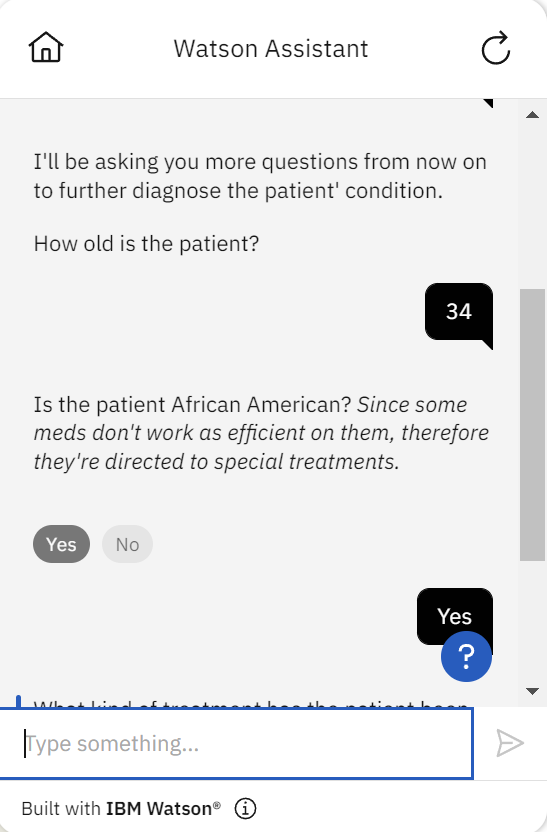 Watson Assistant
I'll be asking you more questions from now on
to further diagnose the patient' condition.
How old is the patient?
34
Is the patient African American? Since some
meds don't work as efficient on them, therefore
they're directed to special treatments.
Yes No
Yes
?
What kind of treatment has the patient been
Type something...
Built with IBM Watson®